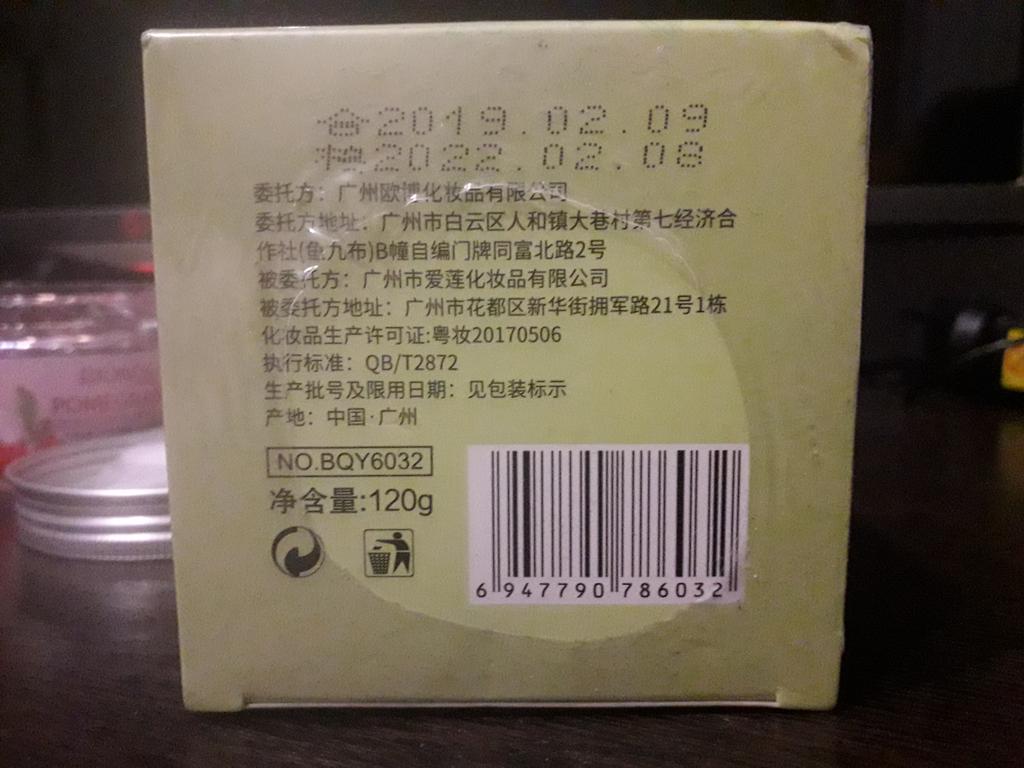 合2019.02.09
2022.02.08
委托方：广州欧博化妆品有限公司
委托方地址：广州市白云区人和镇大巷村第七经济合
作社(鱼九布)B幢自编门牌同富北路2号
被委托方：广州市爱莲化妆品有限公司
被委托方地址：广州市花都区新华街拥军路21号1栋
化妆品生产许可证:粤妆20170506
执行标准：QB/T2872
生产批号及限用日期：见包装标示
产地：中国·广州
NO.BQY6032
净含量:120g
6 947790 786032